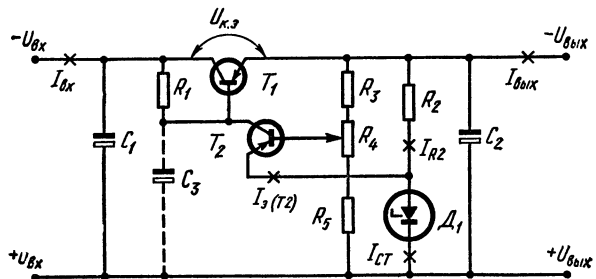 Uк.э
-Uвх
-Uвых
Iвх
R1
T1
R3
R2
Iвых
C1
T2
R4
C2
IR2
C3
Iэ(T2)
R5
Д1
Iст
+Uвх
+Uвых